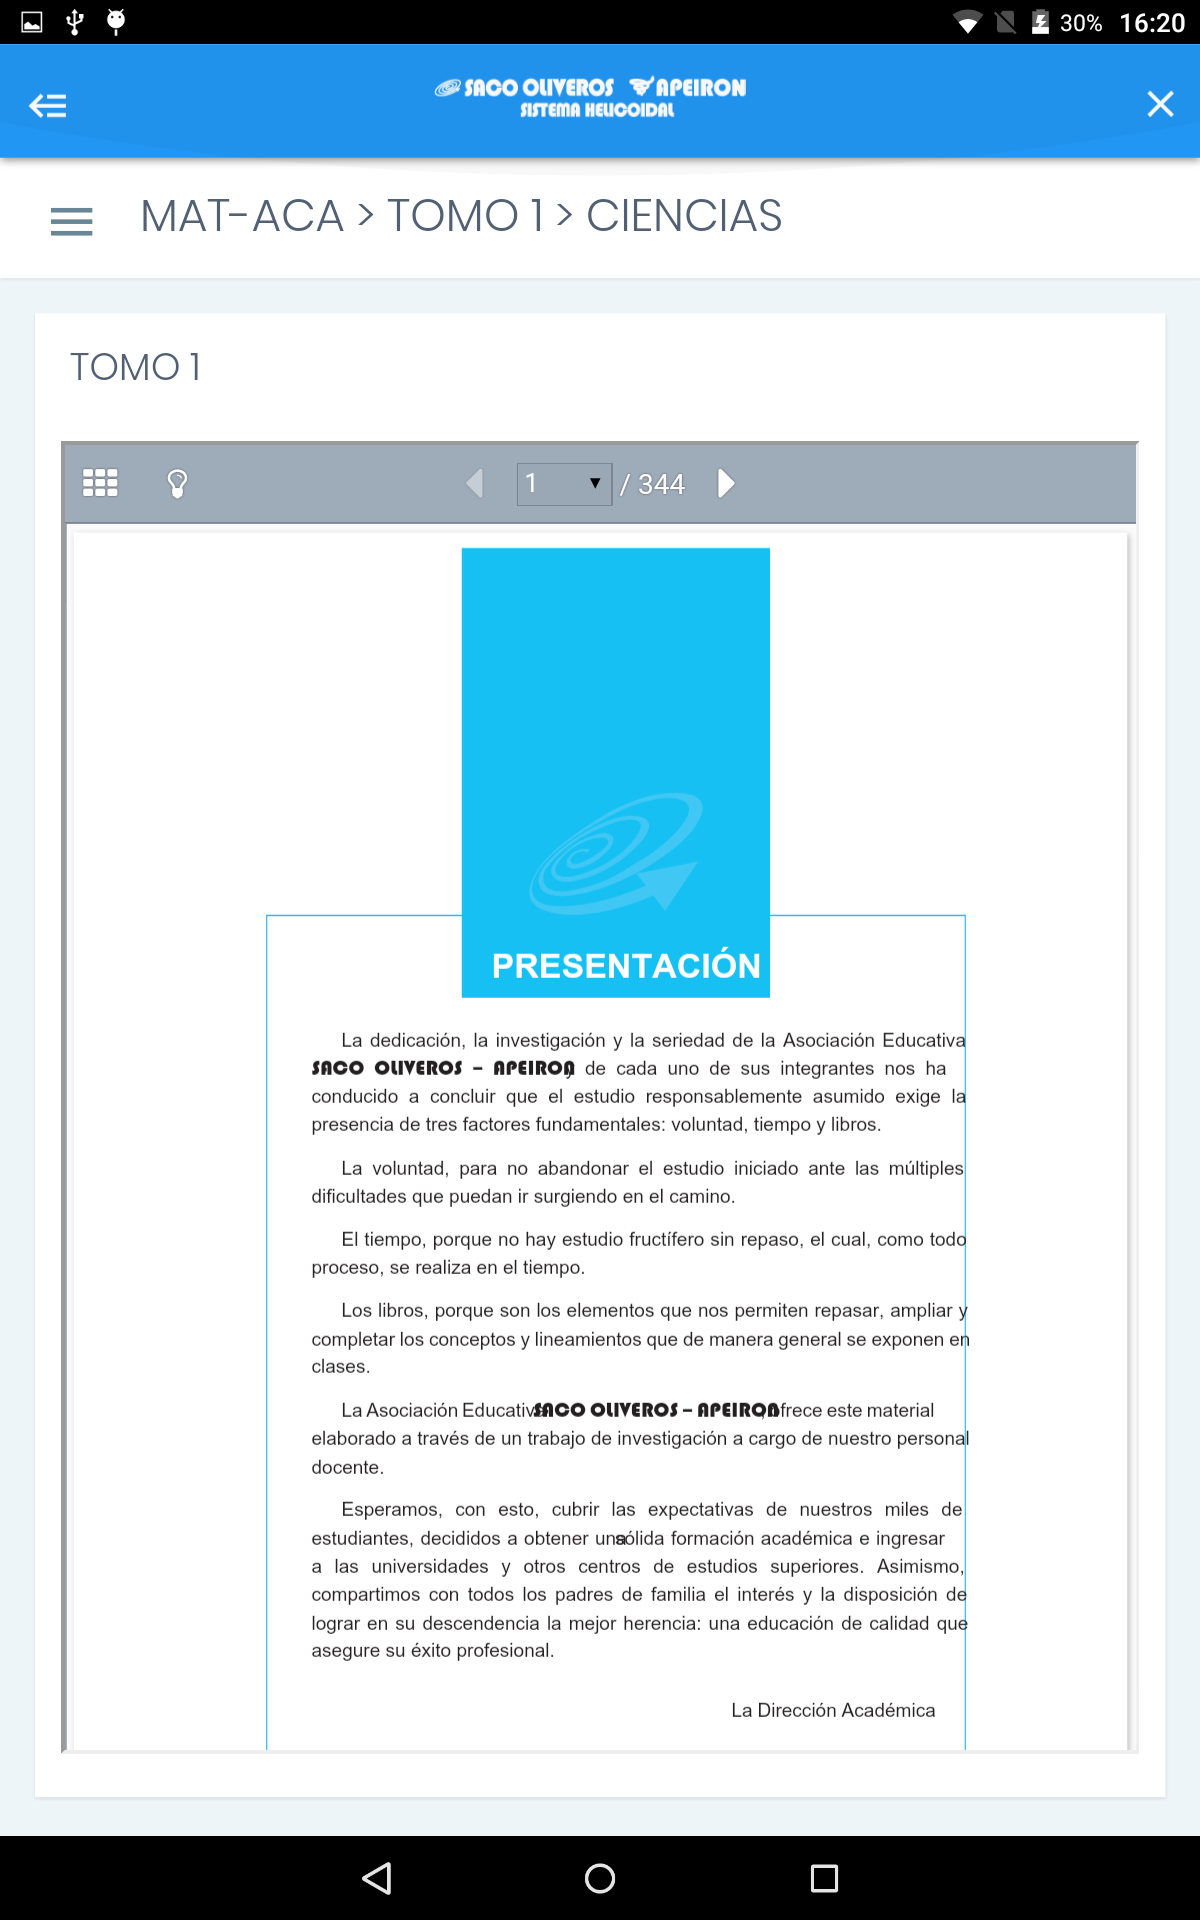 30% 16:20
SACO OLIVEROS APEIRON
SISTEMA HELICOIDAL
MAT-ACA > TOMO 1 > CIENCIAS
TOMO 1
1 / 344
PRESENTACIÓN
La dedicación, la investigación y la seriedad de la Asociación Educativa
SACO OLIVEROS – APEIRON y de cada uno de sus integrantes nos ha
conducido a concluir que el estudio responsablemente asumido exige la
presencia de tres factores fundamentales: voluntad, tiempo y libros.
La voluntad, para no abandonar el estudio iniciado ante las múltiples
dificultades que puedan ir surgiendo en el camino.
El tiempo, porque no hay estudio fructífero sin repaso, el cual, como todo
proceso, se realiza en el tiempo.
Los libros, porque son los elementos que nos permiten repasar, ampliar y
completar los conceptos y lineamientos que de manera general se exponen en
clases.
La Asociación Educativa SACO OLIVEROS – APEIRON, ofrece este material
elaborado a través de un trabajo de investigación a cargo de nuestro personal
docente.
Esperamos, con esto, cubrir las expectativas de nuestros miles de
estudiantes, decididos a obtener una sólida formación académica e ingresar
a las universidades y otros centros de estudios superiores. Asimismo,
compartimos con todos los padres de familia el interés y la disposición de
lograr en su descendencia la mejor herencia: una educación de calidad que
asegure su éxito profesional.
La Dirección Académica